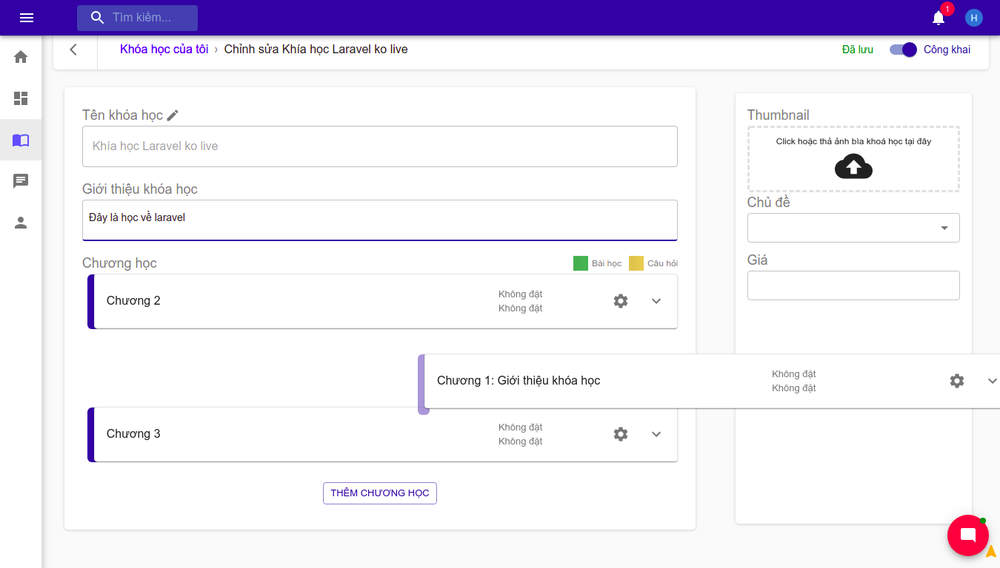 Tìm kiếm...
1
H
Khóa học của tôi › Chỉnh sửa Khía học Laravel ko live
Đã lưu
Công khai
Tên khóa học
Khía học Laravel ko live
Giới thiệu khóa học
Đây là học về laravel
Chương học
Bài học
Câu hỏi
Chương 2
Không đặt
Không đặt
Chương 1: Giới thiệu khóa học
Không đặt
Không đặt
Chương 3
Không đặt
Không đặt
THÊM CHƯƠNG HỌC
Thumbnail
Click hoặc thả ảnh bìa khoá học tại đây
Chủ đề
Giá